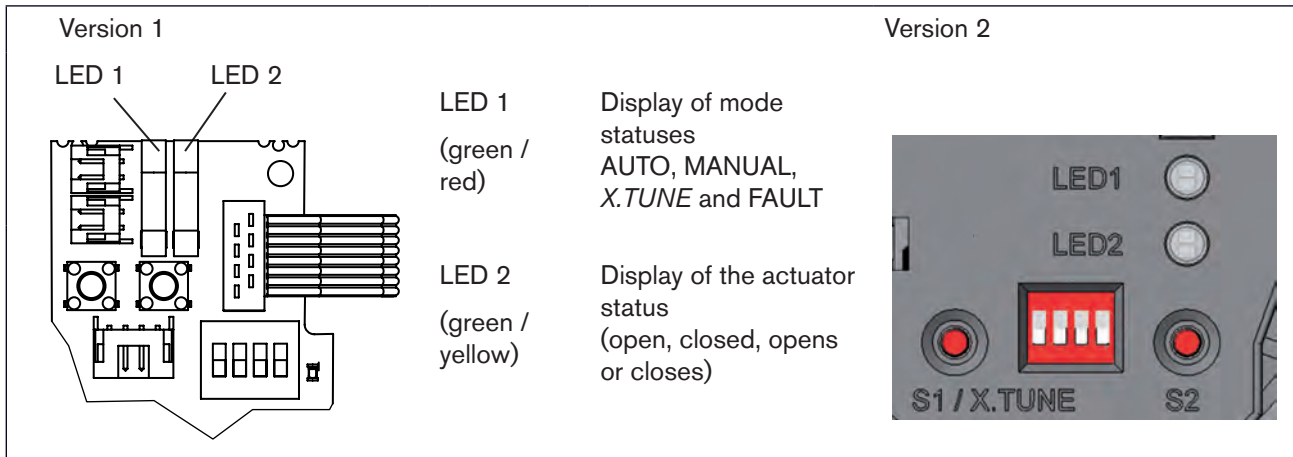 Version 1
LED 1
LED 2
LED 1
(green /
red)
Display of mode
statuses
AUTO, MANUAL,
X.TUNE and FAULT
LED 2
(green /
yellow)
Display of the actuator
status
(open, closed, opens
or closes)
Version 2
LED1
LED2
S1 / X.TUNE
S2